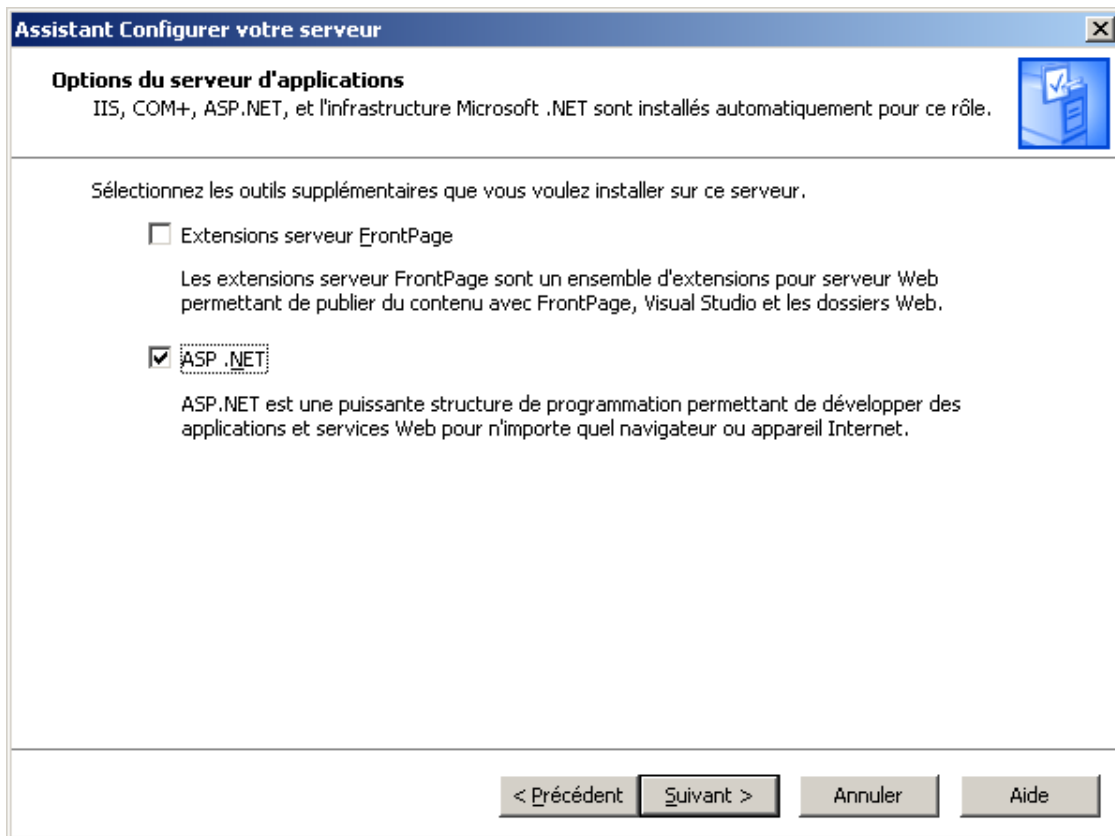 Assistant Configurer votre serveur
Options du serveur d'applications
IIS, COM+, ASP.NET, et l'infrastructure Microsoft .NET sont installés automatiquement pour ce rôle.
Sélectionnez les outils supplémentaires que vous voulez installer sur ce serveur.
Extensions serveur FrontPage
Les extensions serveur FrontPage sont un ensemble d'extensions pour serveur Web
permettant de publier du contenu avec FrontPage, Visual Studio et les dossiers Web.
ASP .NET
ASP.NET est une puissante structure de programmation permettant de développer des
applications et services Web pour n'importe quel navigateur ou appareil Internet.
< Précédent Suivant > Annuler Aide